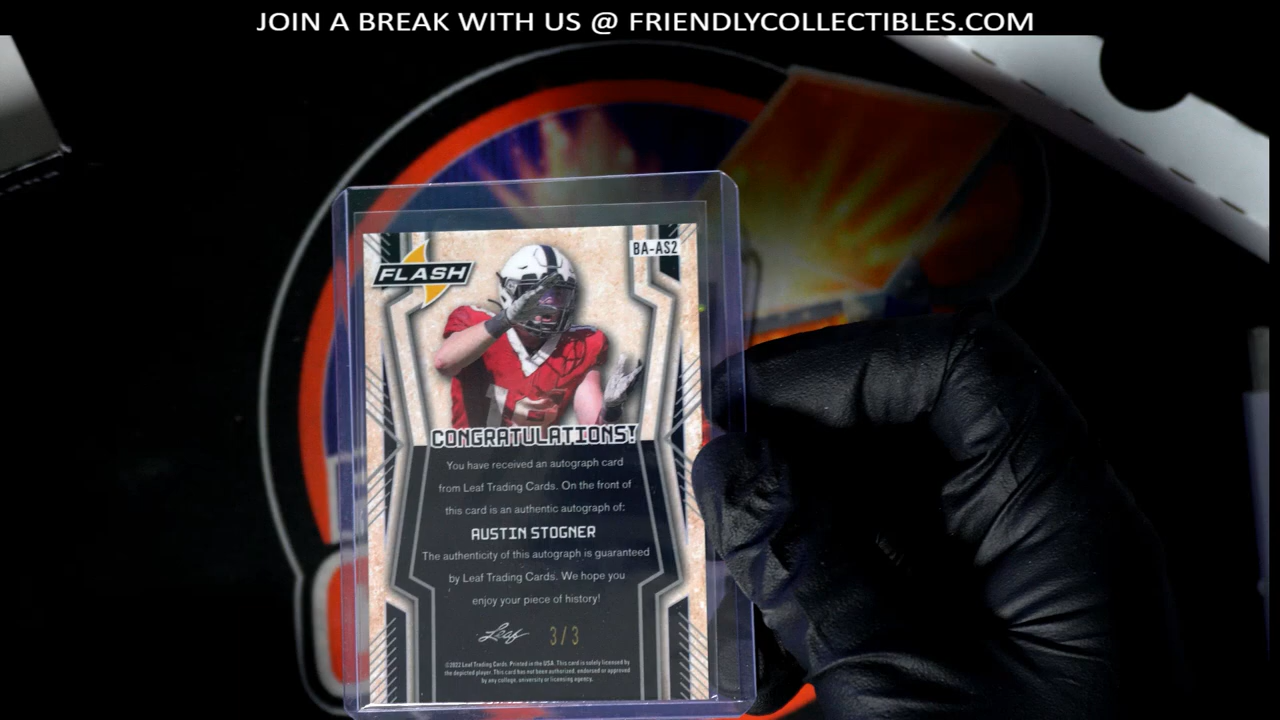 JOIN A BREAK WITH US @ FRIENDLYCOLLECTIBLES.COM
FLASH
BA-AS2
CONGRATULATIONS!
You have received an autograph card
from Leaf Trading Cards. On the front of
this card is an authentic autograph of:
AUSTIN STOGNER
The authenticity of this autograph is guaranteed
by Leaf Trading Cards. We hope you
enjoy your piece of history!
Leaf 3/3
©2022 Leaf Trading Cards. Printed in the USA. This card is solely licensed by
the depicted player. This card has not been authorized, endorsed or approved
by any college, university or licensing agency.